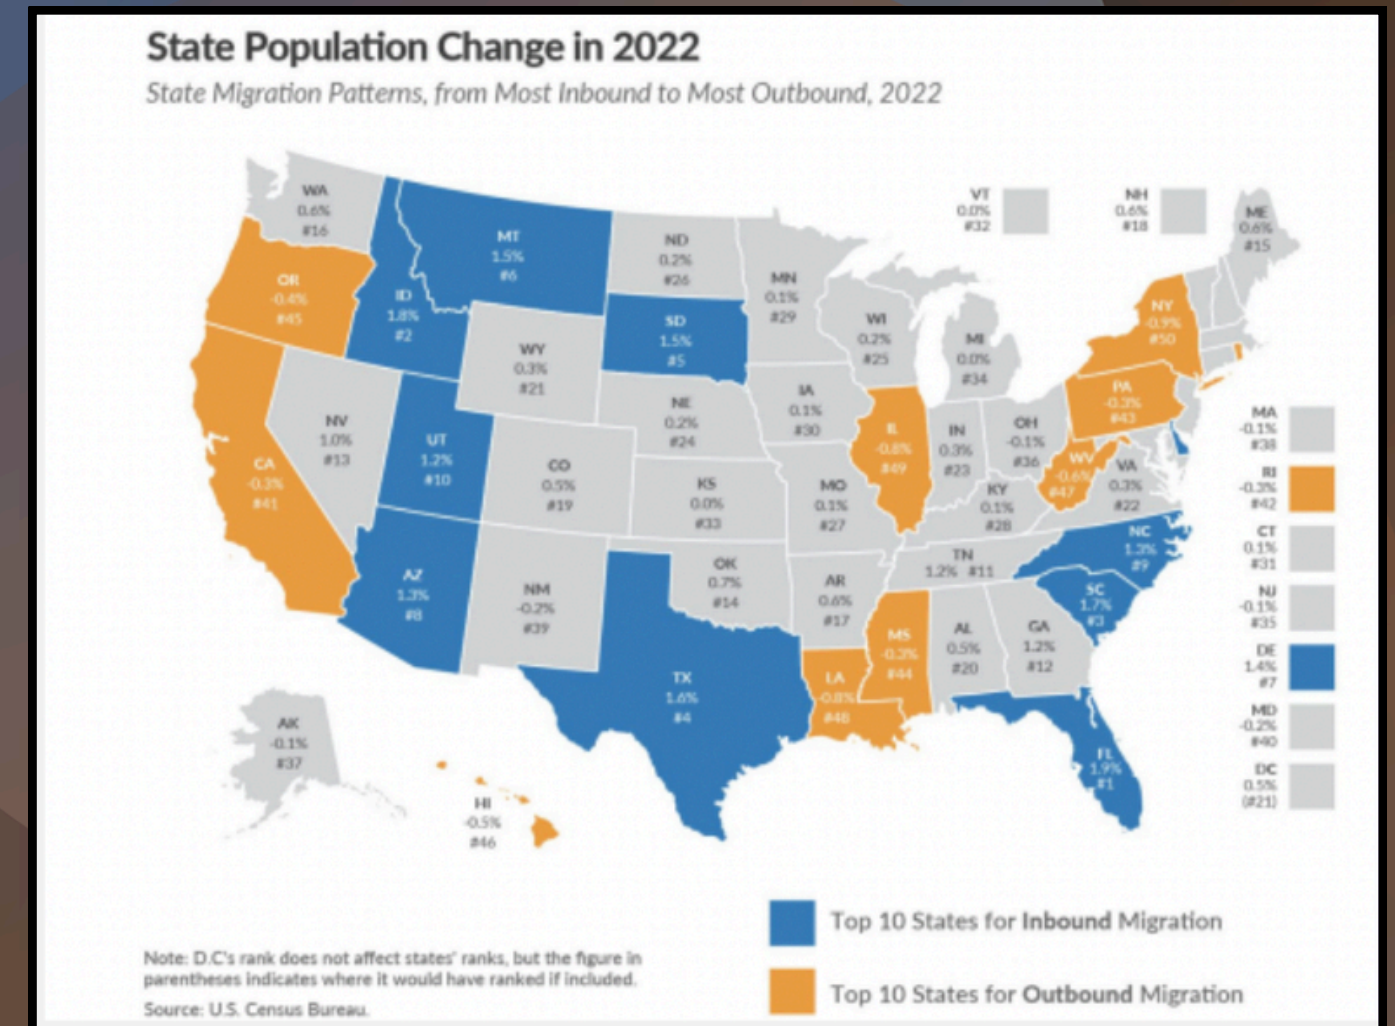 State Population Change in 2022
State Migration Patterns, from Most Inbound to Most Outbound, 2022
WA
0.6%
#16
OR
-0.4%
#45
CA
-0.3%
#41
ID
1.8%
#2
MT
1.5%
#6
NV
1.0%
#13
UT
1.2%
#10
AZ
1.3%
#8
WY
0.3%
#21
CO
0.5%
#19
NM
-0.2%
#39
ND
0.2%
#26
SD
1.5%
#5
NE
0.2%
#24
KS
0.0%
#33
OK
0.7%
#14
TX
1.6%
#4
MN
0.1%
#29
IA
0.1%
#30
MO
0.1%
#27
AR
0.6%
#17
LA
-0.8%
#48
WI
0.2%
#25
IL
-0.8%
#49
MS
-0.3%
#44
MI
0.0%
#34
IN
0.3%
#23
OH
-0.1%
#36
KY
0.1%
#28
TN
1.2% #11
AL
0.5%
#20
GA
1.2%
#12
FL
1.9%
#1
SC
1.7%
#3
NC
1.3%
#9
VA
0.3%
#22
WV
-0.6%
#47
PA
-0.3%
#43
NY
-0.9%
#50
VT
0.0%
#32
NH
0.6%
#18
ME
0.6%
#15
MA
-0.1%
#38
RI
-0.3%
#42
CT
0.1%
#31
NJ
-0.1%
#35
DE
1.4%
#7
MD
-0.2%
#40
DC
0.5%
(#21)
AK
-0.1%
#37
HI
-0.5%
#46
Top 10 States for Inbound Migration
Top 10 States for Outbound Migration
Note: D.C's rank does not affect states' ranks, but the figure in
parentheses indicates where it would have ranked if included.
Source: U.S. Census Bureau.